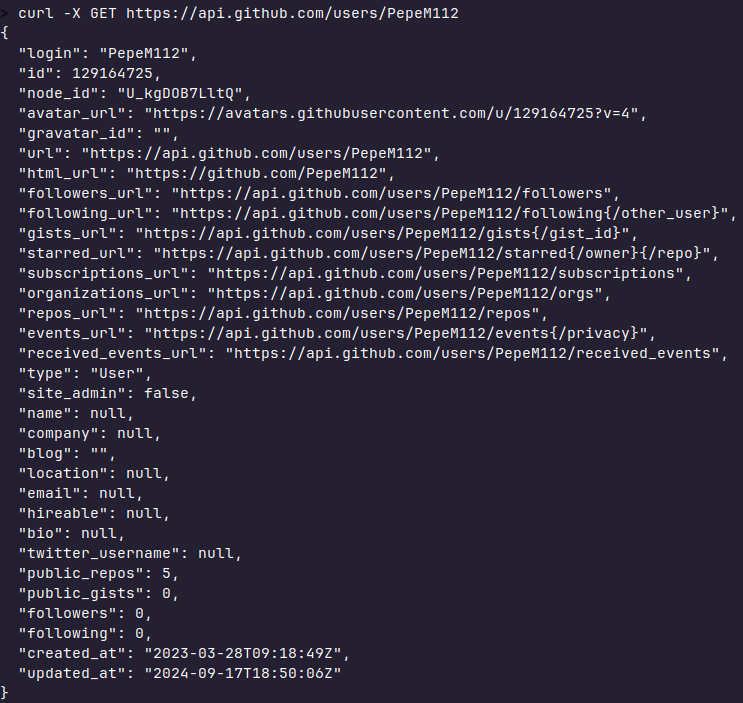 > curl -X GET https://api.github.com/users/PepeM112
{
  "login": "PepeM112",
  "id": 129164725,
  "node_id": "U_kgDOB7LltQ",
  "avatar_url": "https://avatars.githubusercontent.com/u/129164725?v=4",
  "gravatar_id": "",
  "url": "https://api.github.com/users/PepeM112",
  "html_url": "https://github.com/PepeM112",
  "followers_url": "https://api.github.com/users/PepeM112/followers",
  "following_url": "https://api.github.com/users/PepeM112/following{/other_user}",
  "gists_url": "https://api.github.com/users/PepeM112/gists{/gist_id}",
  "starred_url": "https://api.github.com/users/PepeM112/starred{/owner}{/repo}",
  "subscriptions_url": "https://api.github.com/users/PepeM112/subscriptions",
  "organizations_url": "https://api.github.com/users/PepeM112/orgs",
  "repos_url": "https://api.github.com/users/PepeM112/repos",
  "events_url": "https://api.github.com/users/PepeM112/events{/privacy}",
  "received_events_url": "https://api.github.com/users/PepeM112/received_events",
  "type": "User",
  "site_admin": false,
  "name": null,
  "company": null,
  "blog": "",
  "location": null,
  "email": null,
  "hireable": null,
  "bio": null,
  "twitter_username": null,
  "public_repos": 5,
  "public_gists": 0,
  "followers": 0,
  "following": 0,
  "created_at": "2023-03-28T09:18:49Z",
  "updated_at": "2024-09-17T18:50:06Z"
}